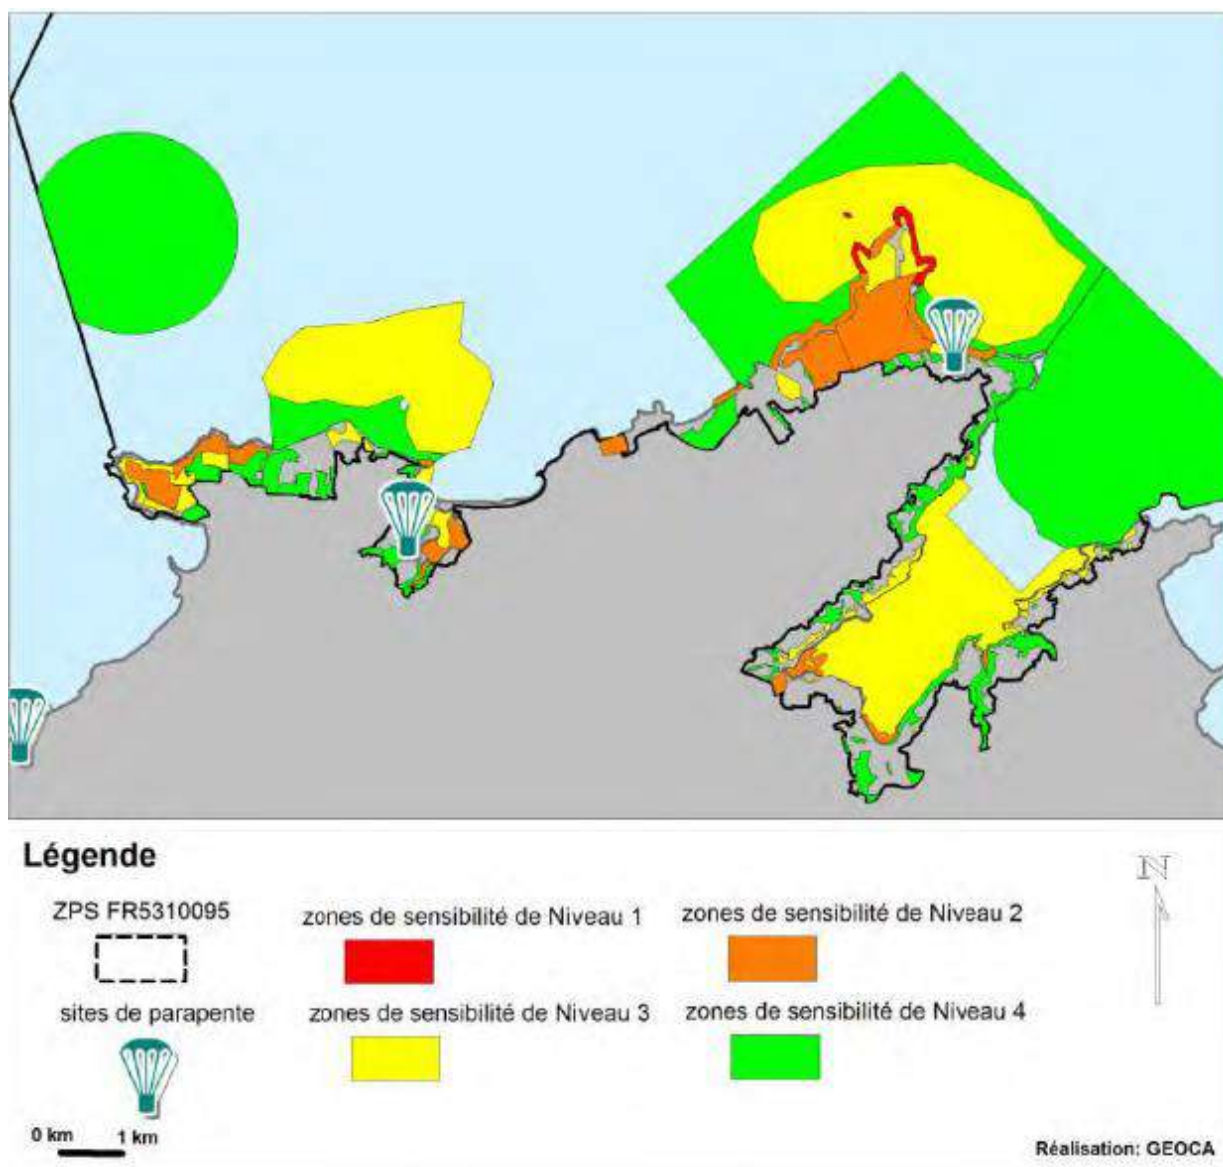 Légende
N
ZPS FR5310095
zones de sensibilité de Niveau 1
zones de sensibilité de Niveau 2
sites de parapente
zones de sensibilité de Niveau 3
zones de sensibilité de Niveau 4
0 km 1 km
Réalisation: GEOCA